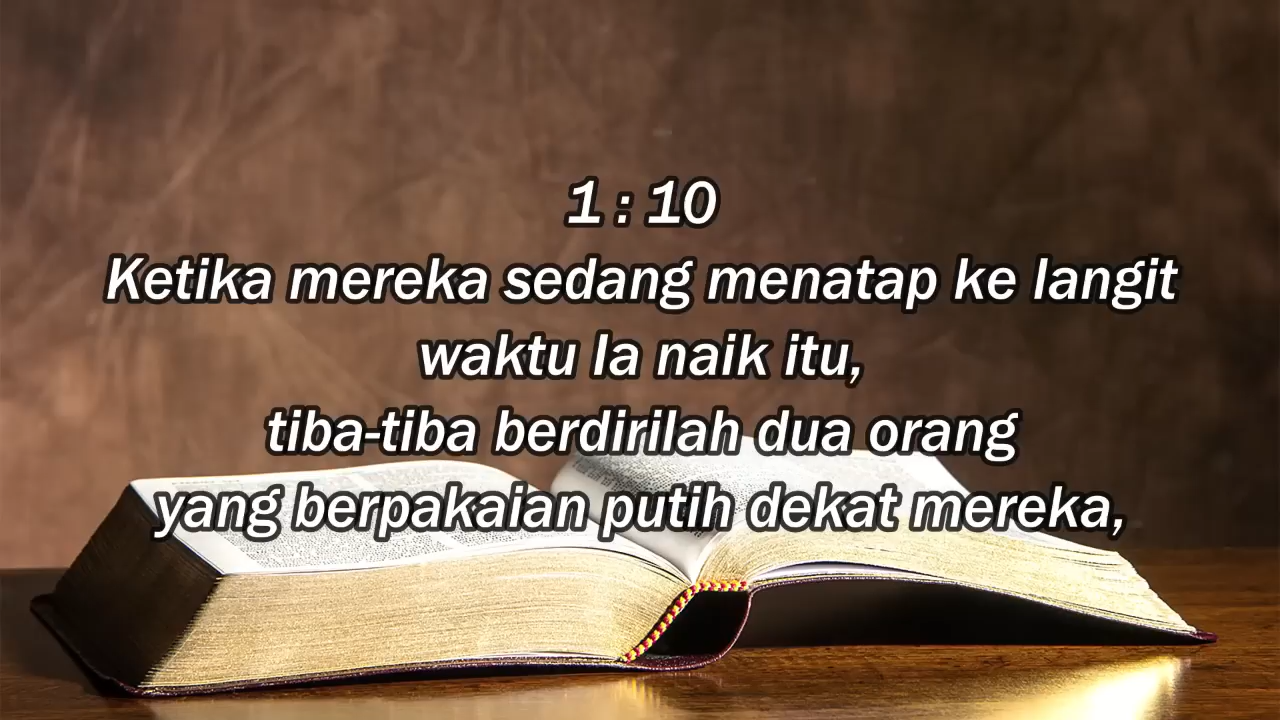 1 : 10
Ketika mereka sedang menatap ke langit
waktu Ia naik itu,
tiba-tiba berdirilah dua orang
yang berpakaian putih dekat mereka,